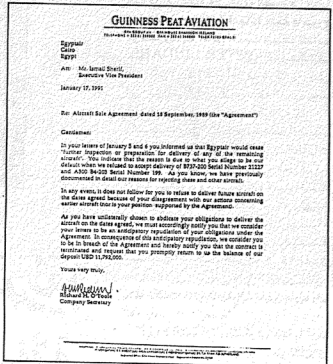 GUINNESS PEAT AVIATION
GPA GROUP plc GPA HOUSE SHANNON IRELAND
Egyptair
Cairo
Egypt
Att: Mr. Ismail Sherif,
Executive Vice President
January 17, 1991
Re: Aircraft Sale Agreement dated 18 September, 1989 (the "Agreement")
Gentlemen:
In your letters of January 5 and 6 you informed us that Egyptair would cease
"further inspection or preparation for delivery of any of the remaining
aircraft". You indicate that the reason is due to what you allege to be our
default when we refused to accept delivery of B737-200 Serial Number 21227
and A300 B4-203 Serial Number 199. As you know, we have previously
documented in detail our reasons for rejecting these and other aircraft.
In any event, it does not follow for you to refuse to deliver future aircraft on
the dates agreed because of your disagreement with our actions concerning
earlier aircraft nor is your position supported by the Agreement.
As you have unilaterally chosen to abdicate your obligations to deliver the
aircraft on the dates agreed, we must accordingly notify you that we consider
your letters to be an anticipatory repudiation of your obligations under the
Agreement. In consequence of this anticipatory repudiation, we consider you
to be in breach of the Agreement and hereby notify you that the contract is
terminated and request that you promptly return to us the balance of our
deposit USD 11,792,000.
Yours very truly,
Richard H. O'Toole
Company Secretary